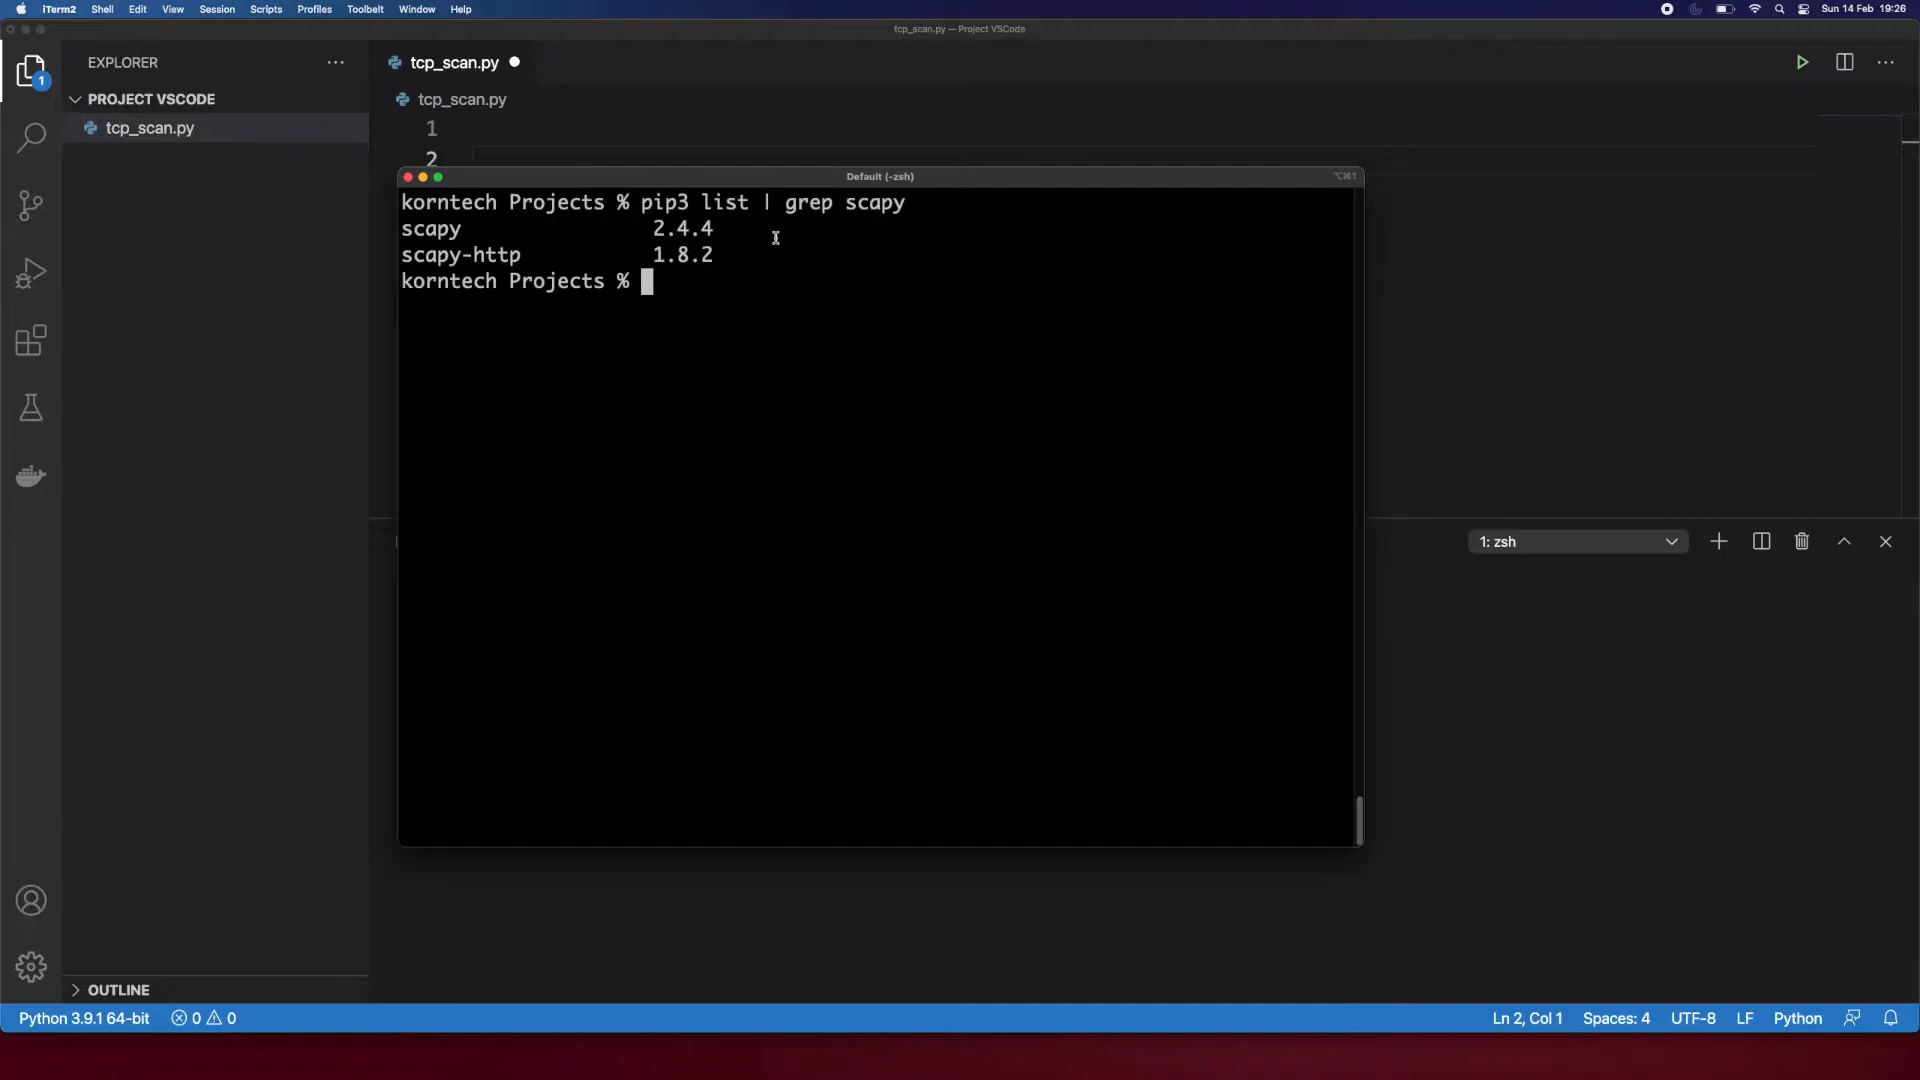 iTerm2 Shell Edit View Session Scripts Profiles Toolbelt Window Help Sun 14 Feb 19:26
tcp_scan.py — Project VSCode
EXPLORER
1
PROJECT VSCODE
tcp_scan.py
tcp_scan.py
tcp_scan.py
1
2
Default (-zsh)
⌥⌘1
korntech Projects % pip3 list | grep scapy
scapy 2.4.4
scapy-http 1.8.2
korntech Projects %
1: zsh
OUTLINE
Python 3.9.1 64-bit 0 0 Ln 2, Col 1 Spaces: 4 UTF-8 LF Python